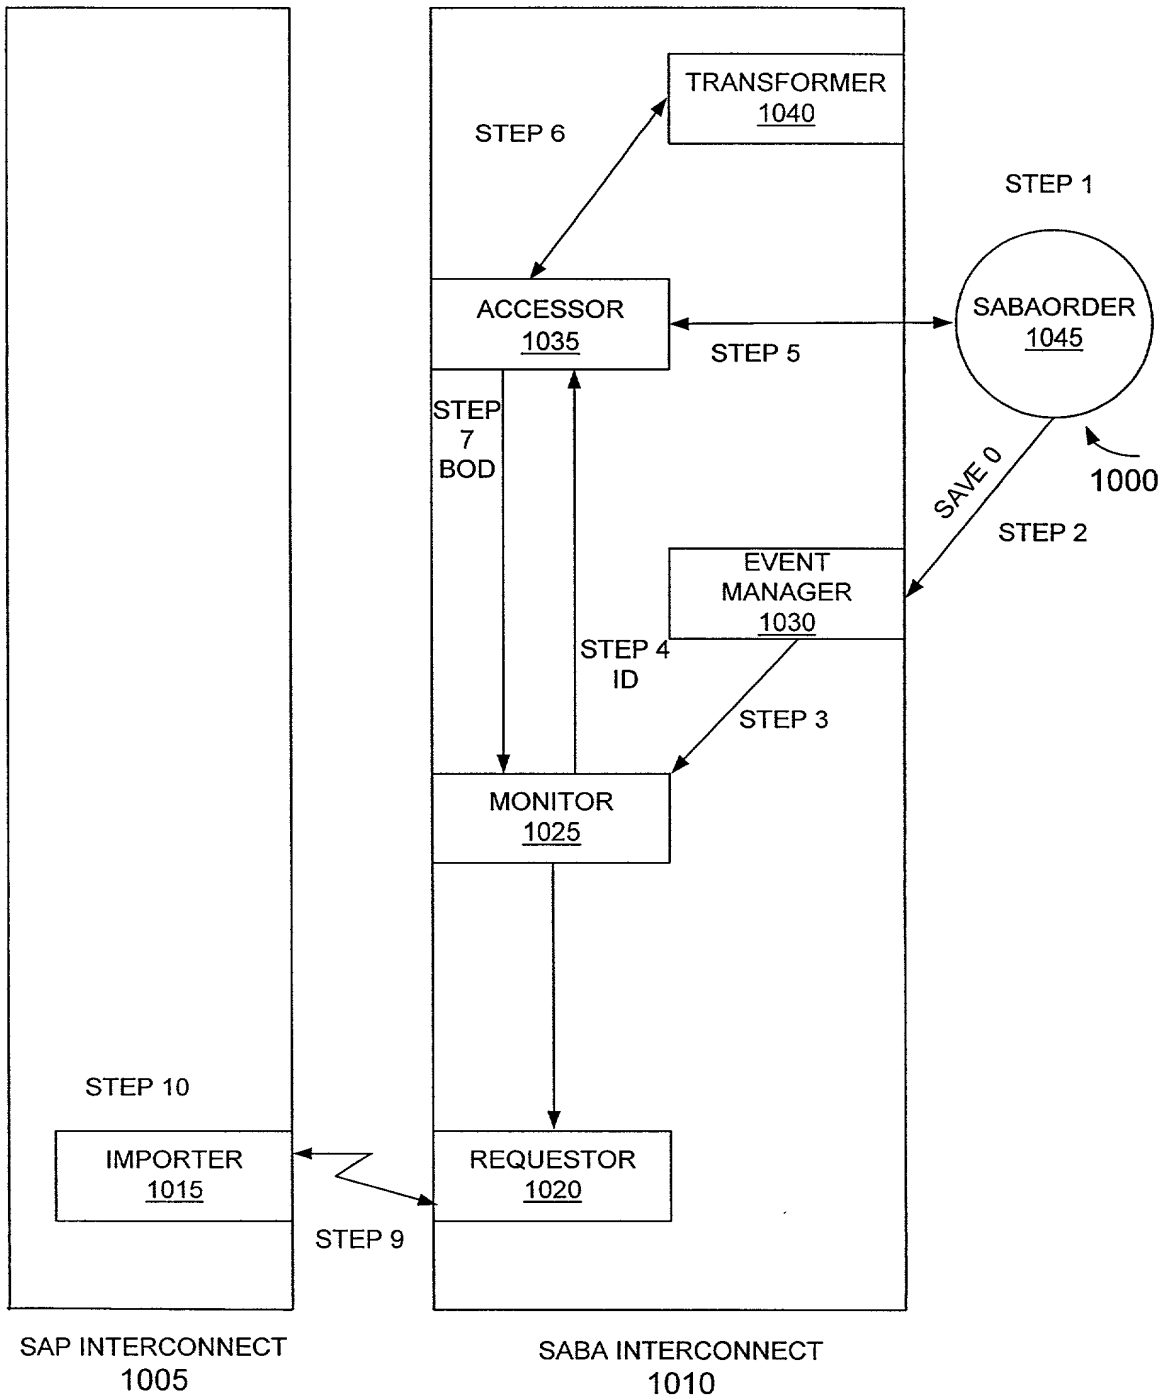 TRANSFORMER
1040
STEP 6
STEP 1
ACCESSOR
1035
SABAORDER
1045
STEP 5
STEP
7
BOD
SAVE 0
1000
STEP 2
EVENT
MANAGER
1030
STEP 4
ID
STEP 3
MONITOR
1025
STEP 10
IMPORTER
1015
REQUESTOR
1020
STEP 9
SAP INTERCONNECT
1005
SABA INTERCONNECT
1010